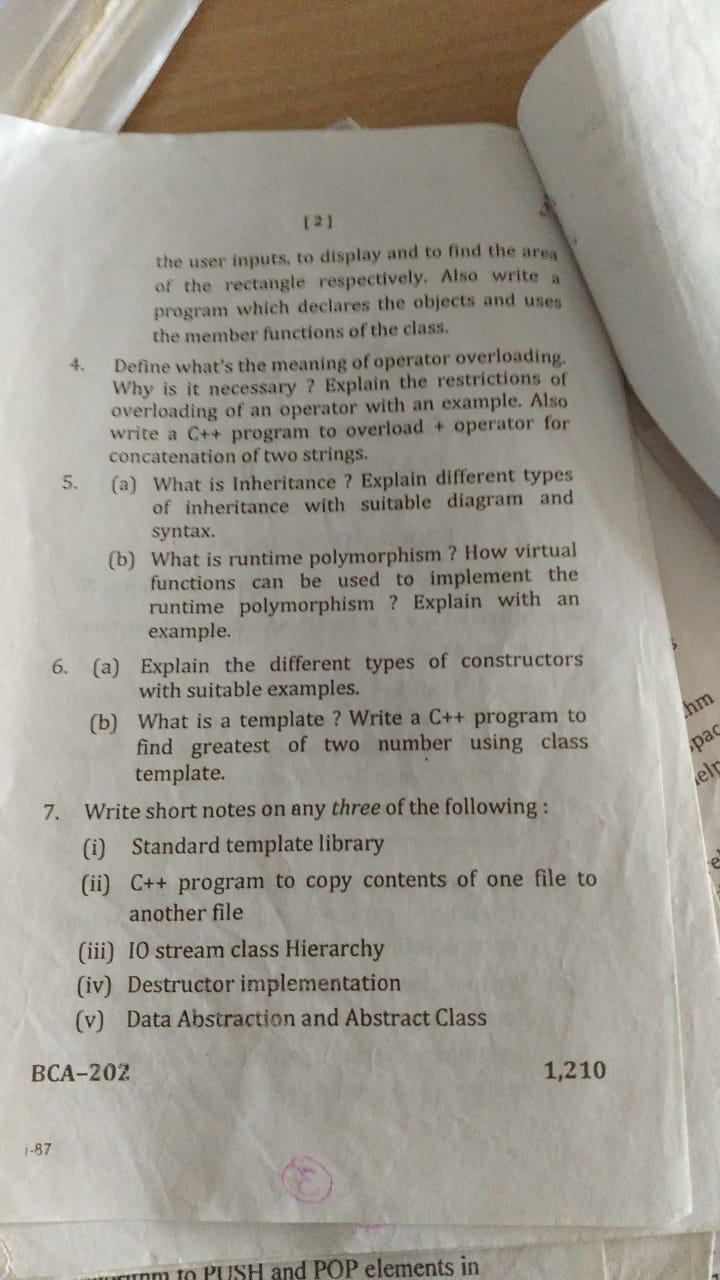 [ 2 ]
the user inputs, to display and to find the area
of the rectangle respectively. Also write a
program which declares the objects and uses
the member functions of the class.
4. Define what's the meaning of operator overloading.
Why is it necessary ? Explain the restrictions of
overloading of an operator with an example. Also
write a C++ program to overload + operator for
concatenation of two strings.
5. (a) What is Inheritance ? Explain different types
of inheritance with suitable diagram and
syntax.
(b) What is runtime polymorphism ? How virtual
functions can be used to implement the
runtime polymorphism ? Explain with an
example.
6. (a) Explain the different types of constructors
with suitable examples.
(b) What is a template ? Write a C++ program to
find greatest of two number using class
template.
7. Write short notes on any three of the following :
(i) Standard template library
(ii) C++ program to copy contents of one file to
another file
(iii) IO stream class Hierarchy
(iv) Destructor implementation
(v) Data Abstraction and Abstract Class
BCA-202 1,210
-87
3
to PUSH and POP elements in